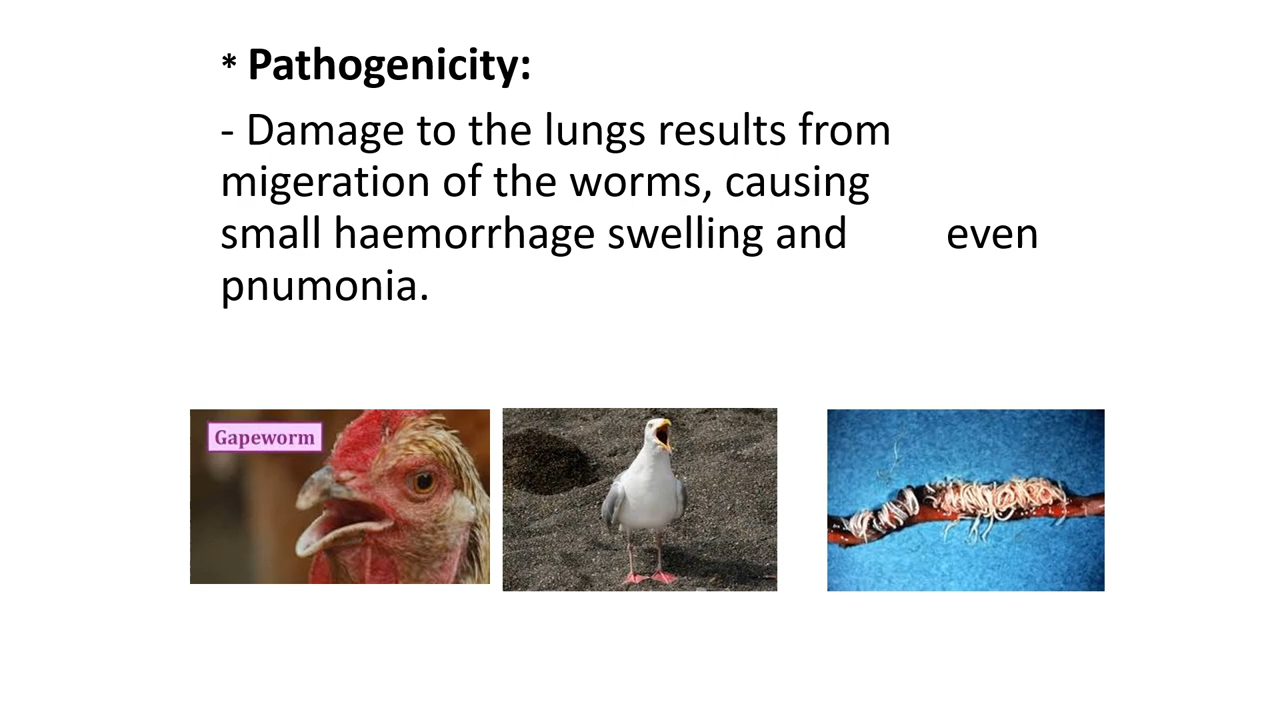 * Pathogenicity:
- Damage to the lungs results from
migeration of the worms, causing
small haemorrhage swelling and even
pnumonia.
Gapeworm